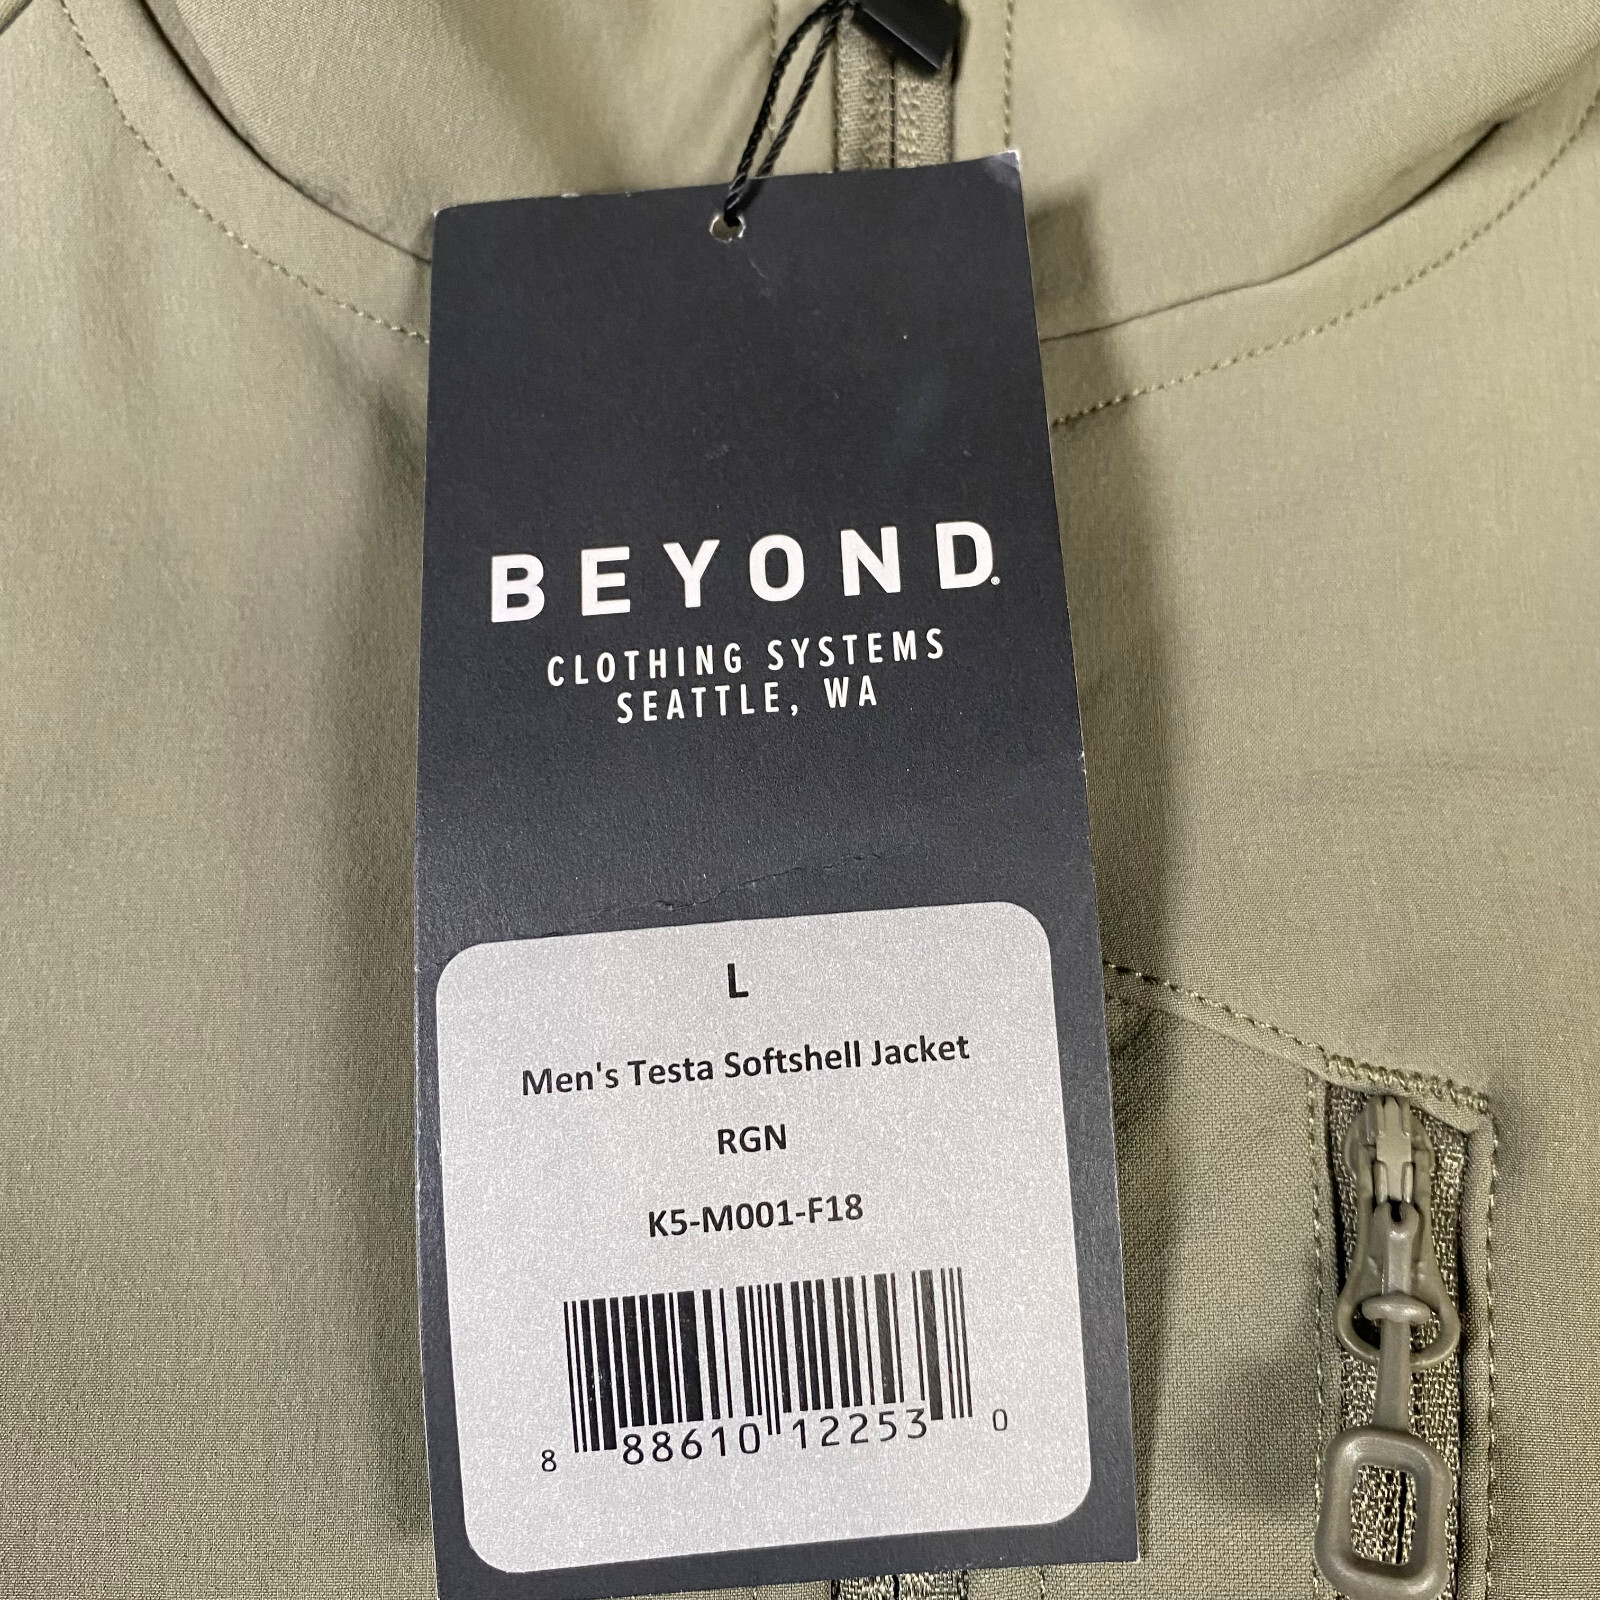 BEYOND®
CLOTHING SYSTEMS
SEATTLE, WA
L
Men's Testa Softshell Jacket
RGN
K5-M001-F18
8 88610 12253 0